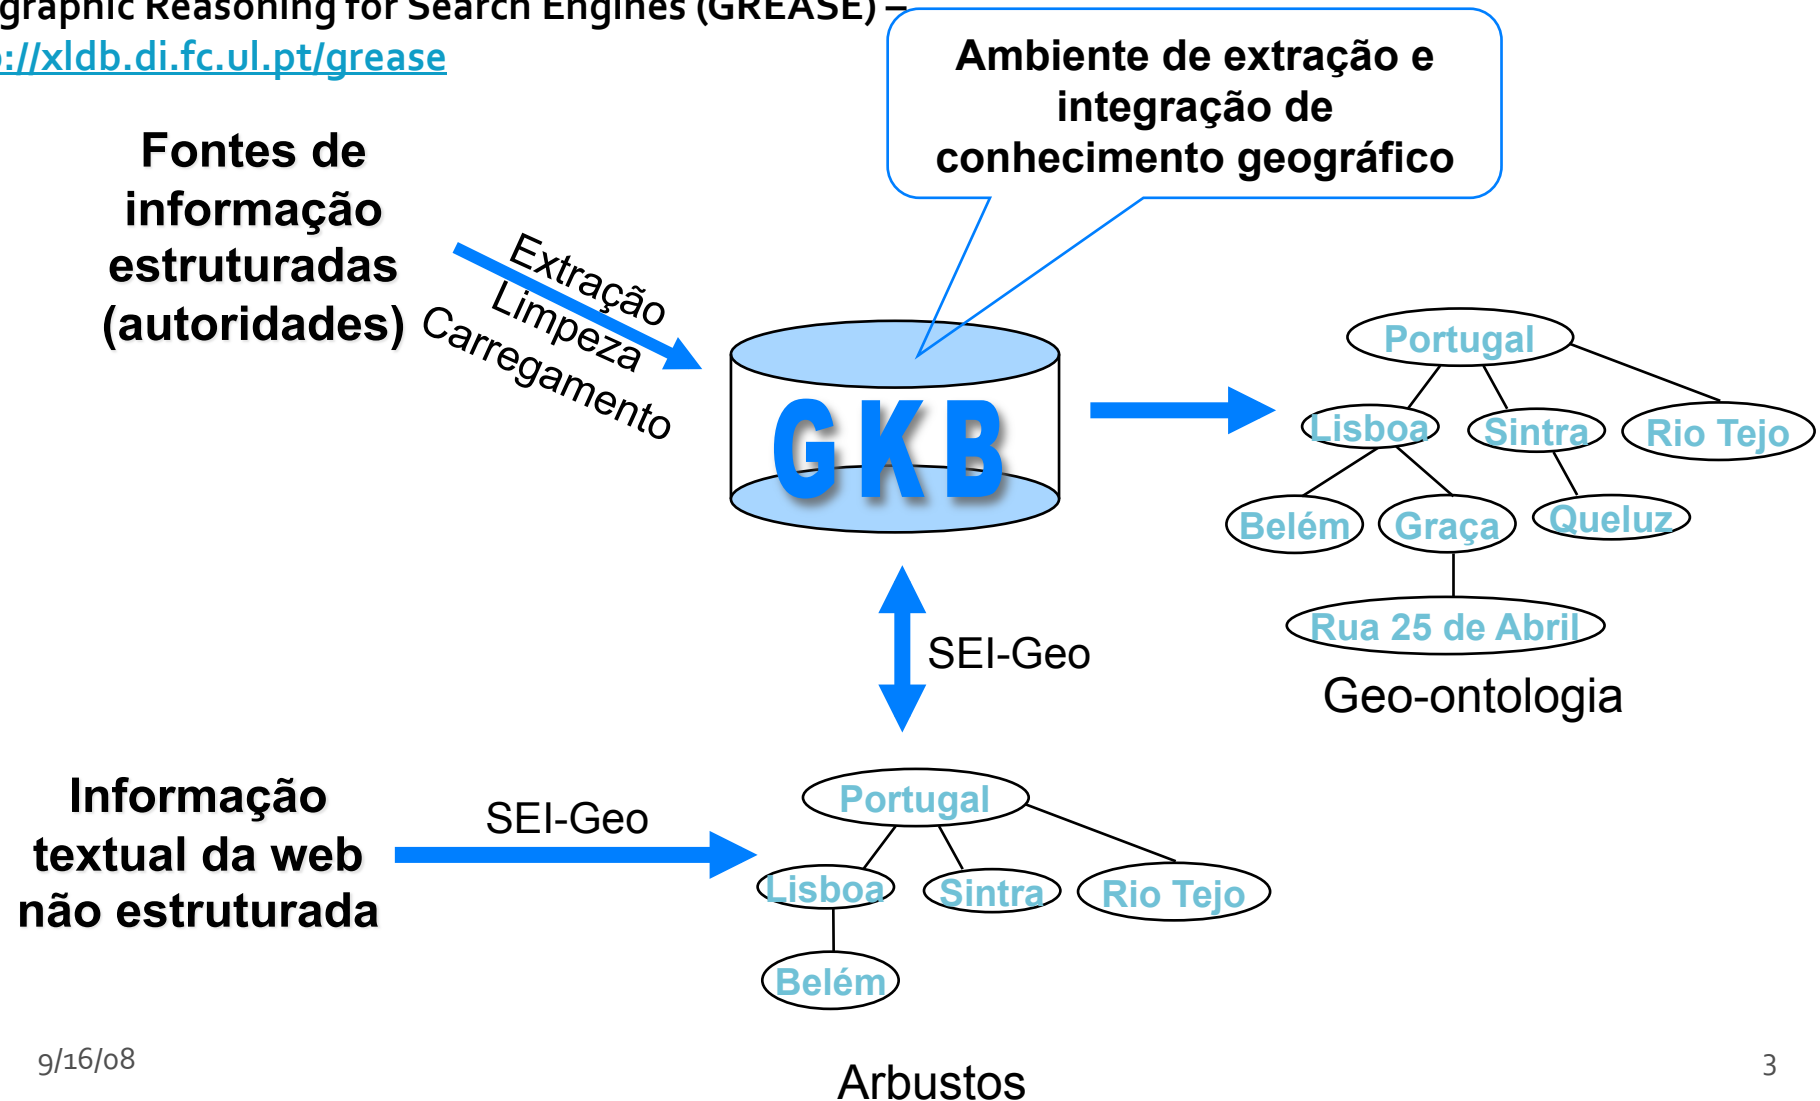 graphic Reasoning for Search Engines (GREASE) –
://xldb.di.fc.ul.pt/grease
Ambiente de extração e
integração de
conhecimento geográfico
Fontes de
informação
estruturadas
(autoridades)
Extração
Limpeza
Carregamento
GKB
Portugal
Lisboa
Sintra
Rio Tejo
Belém
Graça
Queluz
Rua 25 de Abril
Geo-ontologia
SEI-Geo
Informação
textual da web
não estruturada
SEI-Geo
Portugal
Lisboa
Sintra
Rio Tejo
Belém
Arbustos
9/16/08
3